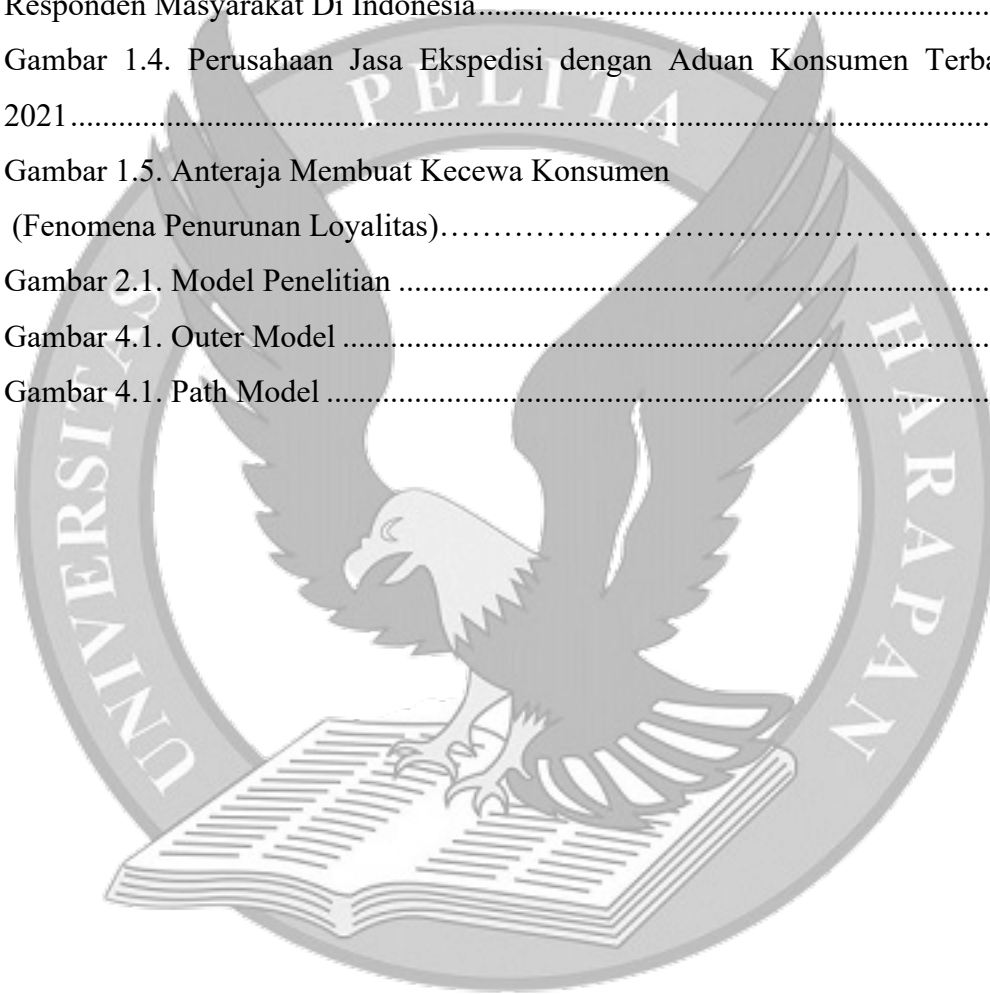 Responden Masyarakat Di Indonesia........................................................................
Gambar 1.4. Perusahaan Jasa Ekspedisi dengan Aduan Konsumen Terba
2021...................................................................................................................
Gambar 1.5. Anteraja Membuat Kecewa Konsumen
(Fenomena Penurunan Loyalitas)……………………………………………
Gambar 2.1. Model Penelitian ..........................................................................
Gambar 4.1. Outer Model .................................................................................
Gambar 4.1. Path Model ...................................................................................
UNIVERSITAS PELITA HARAPAN